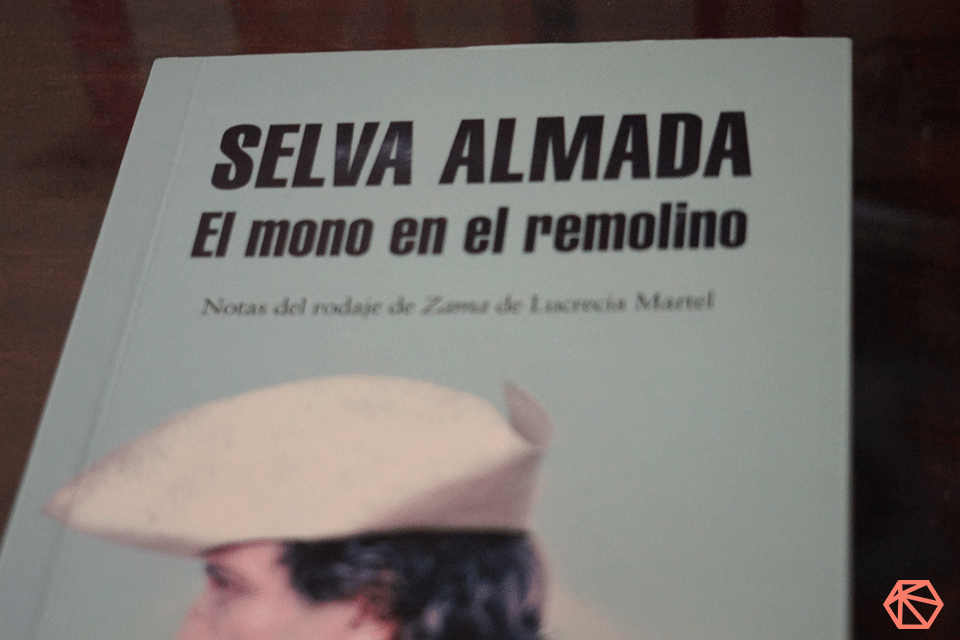 SELVA ALMADA
El mono en el remolino
Notas del rodaje de Zama de Lucrecia Martel